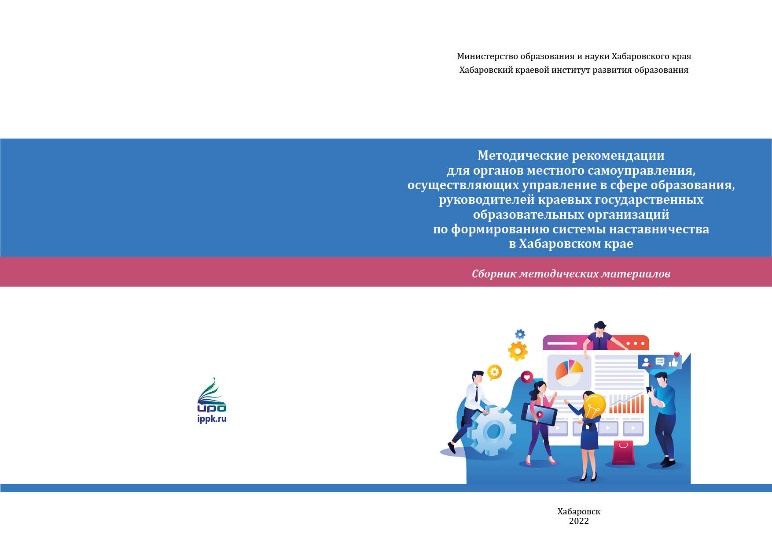 Министерство образования и науки Хабаровского края
Хабаровский краевой институт развития образования
Методические рекомендации
для органов местного самоуправления,
осуществляющих управление в сфере образования,
руководителей краевых государственных
образовательных организаций
по формированию системы наставничества
в Хабаровском крае
Сборник методических материалов
иро
ippk.ru
Хабаровск
2022